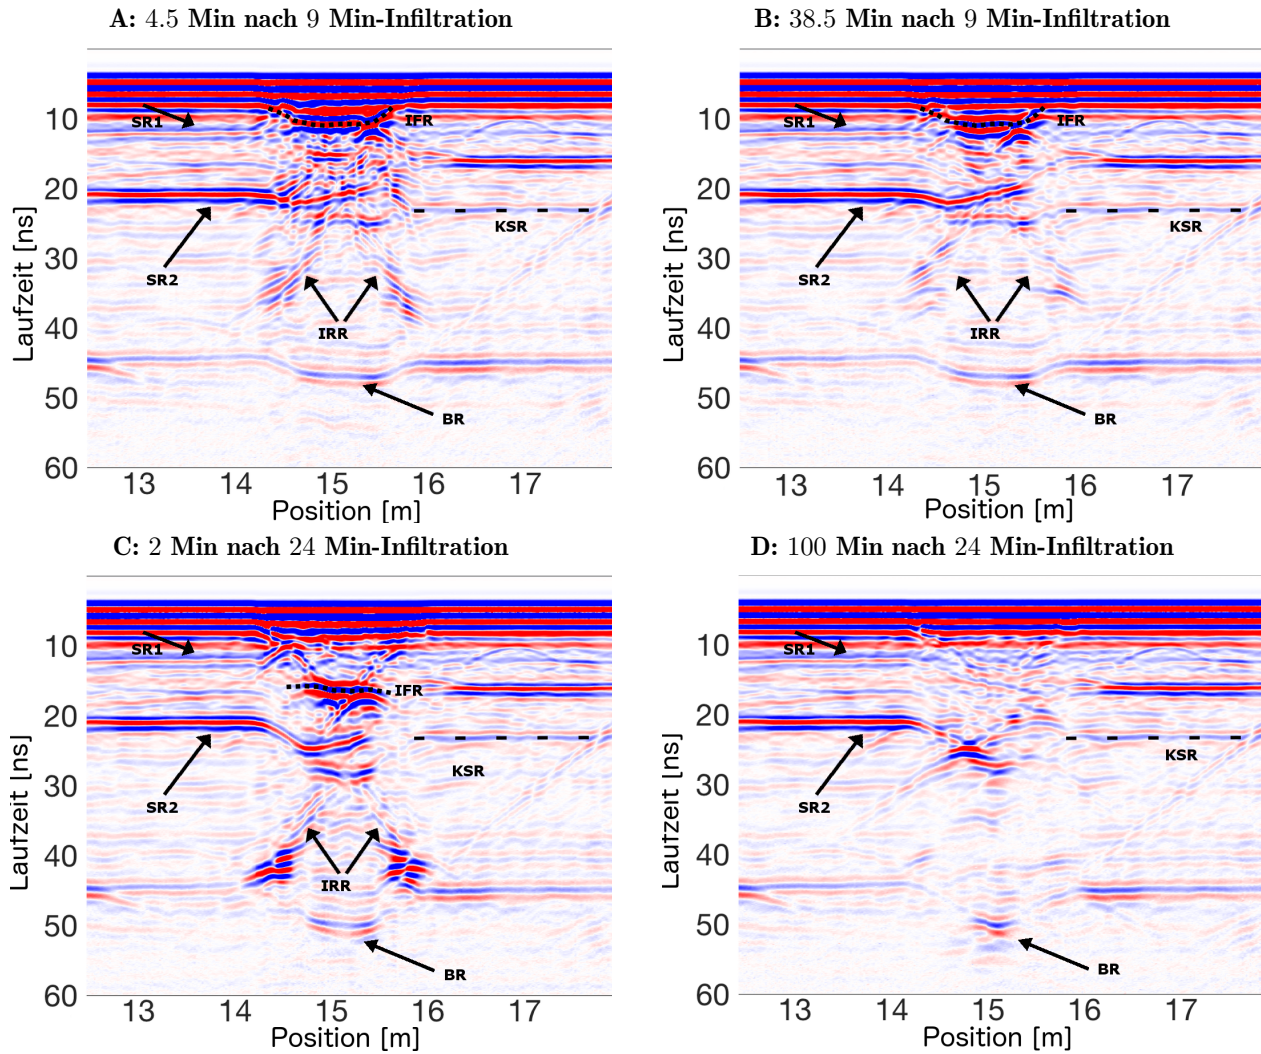 A: 4.5 Min nach 9 Min-Infiltration
10
20
30
40
50
60
Laufzeit [ns]
SR1
IFR
KSR
SR2
IRR
BR
13 14 15 16 17
Position [m]
B: 38.5 Min nach 9 Min-Infiltration
10
20
30
40
50
60
Laufzeit [ns]
SR1
IFR
KSR
SR2
IRR
BR
13 14 15 16 17
Position [m]
C: 2 Min nach 24 Min-Infiltration
10
20
30
40
50
60
Laufzeit [ns]
SR1
IFR
KSR
SR2
IRR
BR
13 14 15 16 17
Position [m]
D: 100 Min nach 24 Min-Infiltration
10
20
30
40
50
60
Laufzeit [ns]
SR1
KSR
SR2
BR
13 14 15 16 17
Position [m]